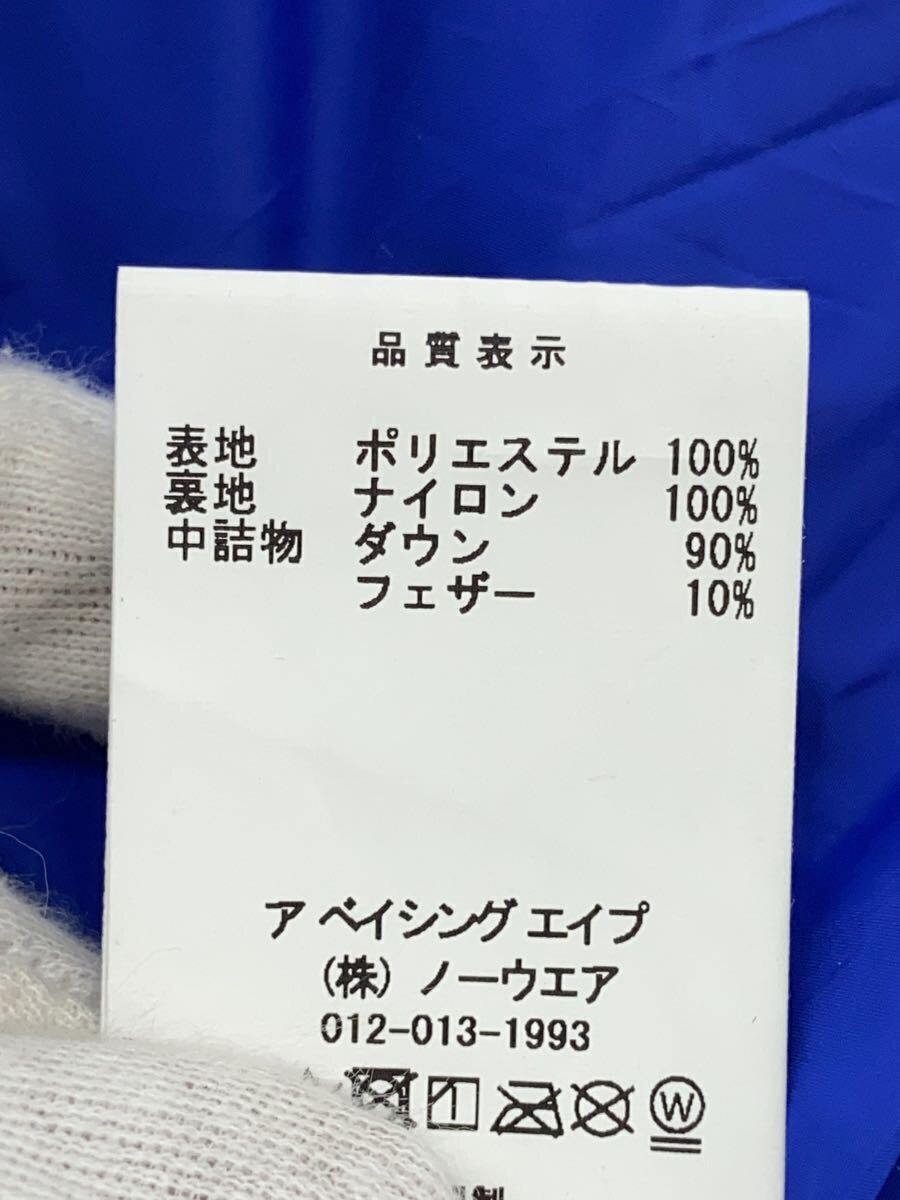 品質表示
表地 ポリエステル 100%
裏地 ナイロン 100%
中詰物 ダウン 90%
フェザー 10%
ア ベイシング エイプ
(株) ノーウエア
012-013-1993
W
製